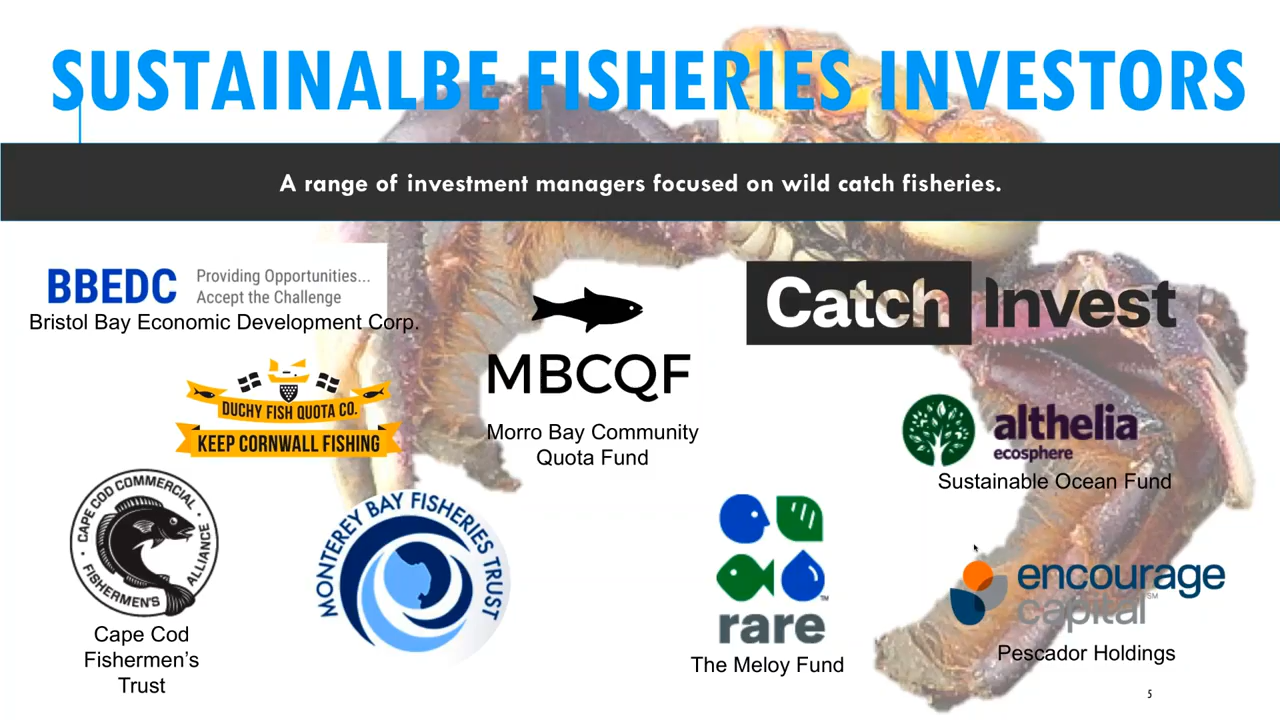 SUSTAINALBE FISHERIES INVESTORS
A range of investment managers focused on wild catch fisheries.
BBEDC
Providing Opportunities...
Accept the Challenge
Bristol Bay Economic Development Corp.
DUCHY FISH QUOTA CO.
KEEP CORNWALL FISHING
MBCQF
Morro Bay Community
Quota Fund
Catch Invest
althelia
ecosphere
Sustainable Ocean Fund
CAPE COD COMMERCIAL
FISHERMEN'S ALLIANCE
Cape Cod
Fishermen's
Trust
MONTEREY BAY FISHERIES TRUST
TM
rare
The Meloy Fund
encourage
capital SM
Pescador Holdings
5